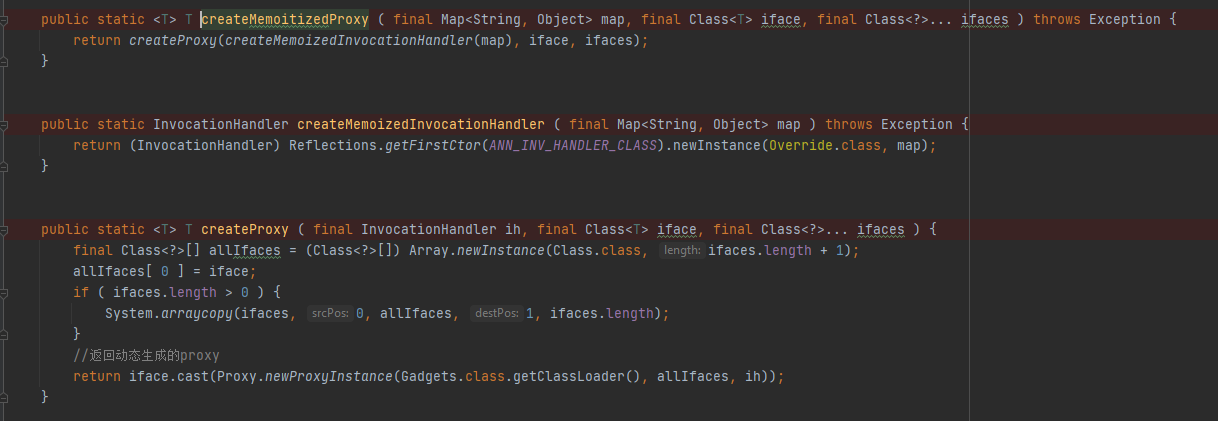 public static <T> T createMemoitizedProxy ( final Map<String, Object> map, final Class<T> iface, final Class<?>... ifaces ) throws Exception {
return createProxy(createMemoizedInvocationHandler(map), iface, ifaces);
}
public static InvocationHandler createMemoizedInvocationHandler ( final Map<String, Object> map ) throws Exception {
return (InvocationHandler) Reflections.getFirstCtor(ANN_INV_HANDLER_CLASS).newInstance(Override.class, map);
}
public static <T> T createProxy ( final InvocationHandler ih, final Class<T> iface, final Class<?>... ifaces ) {
final Class<?>[] allIfaces = (Class<?>[]) Array.newInstance(Class.class, length: ifaces.length + 1);
allIfaces[ 0 ] = iface;
if ( ifaces.length > 0 ) {
System.arraycopy(ifaces, srcPos: 0, allIfaces, destPos: 1, ifaces.length);
}
//返回动态生成的proxy
return iface.cast(Proxy.newProxyInstance(Gadgets.class.getClassLoader(), allIfaces, ih));
}